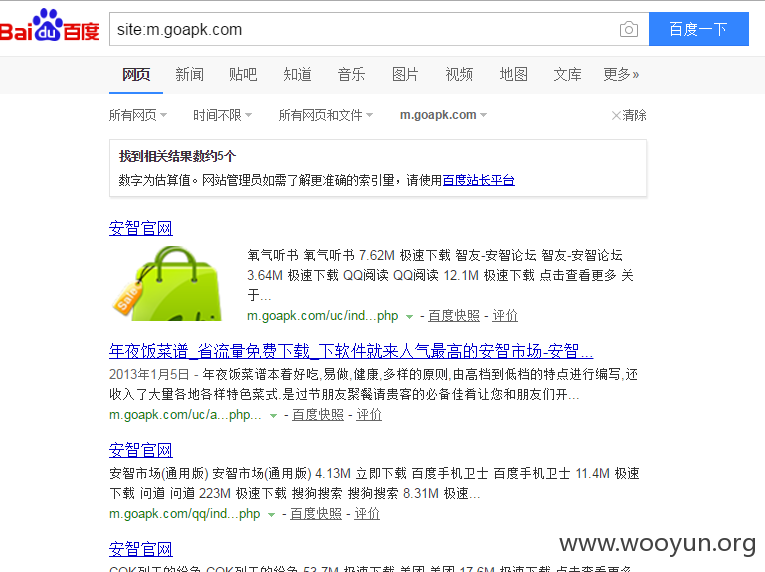 Bai du 百度
site:m.goapk.com
百度一下
网页 新闻 贴吧 知道 音乐 图片 视频 地图 文库 更多»
所有网页 时间不限 所有网页和文件 m.goapk.com ×清除
找到相关结果数约5个
数字为估算值。网站管理员如需了解更准确的索引量，请使用百度站长平台
安智官网
氧气听书 氧气听书 7.62M 极速下载 智友-安智论坛 智友-安智论坛
3.64M 极速下载 QQ阅读 QQ阅读 12.1M 极速下载 点击查看更多 关
于...
m.goapk.com/uc/ind...php - 百度快照 - 评价
年夜饭菜谱_省流量免费下载_下软件就来人气最高的安智市场-安智...
2013年1月5日 - 年夜饭菜谱本着好吃,易做,健康,多样的原则,由高档到低档的特点进行编写,还
收入了大量各地各样特色菜式.是过节朋友聚餐请贵客的必备佳肴让您和朋友们开...
m.goapk.com/uc/a...php... - 百度快照 - 评价
安智官网
安智市场(通用版) 安智市场(通用版) 4.13M 立即下载 百度手机卫士 百度手机卫士 11.4M 极速
下载 问道 问道 223M 极速下载 搜狗搜索 搜狗搜索 8.31M 极速...
m.goapk.com/qq/ind...php - 百度快照 - 评价
安智官网
www.wooyun.org